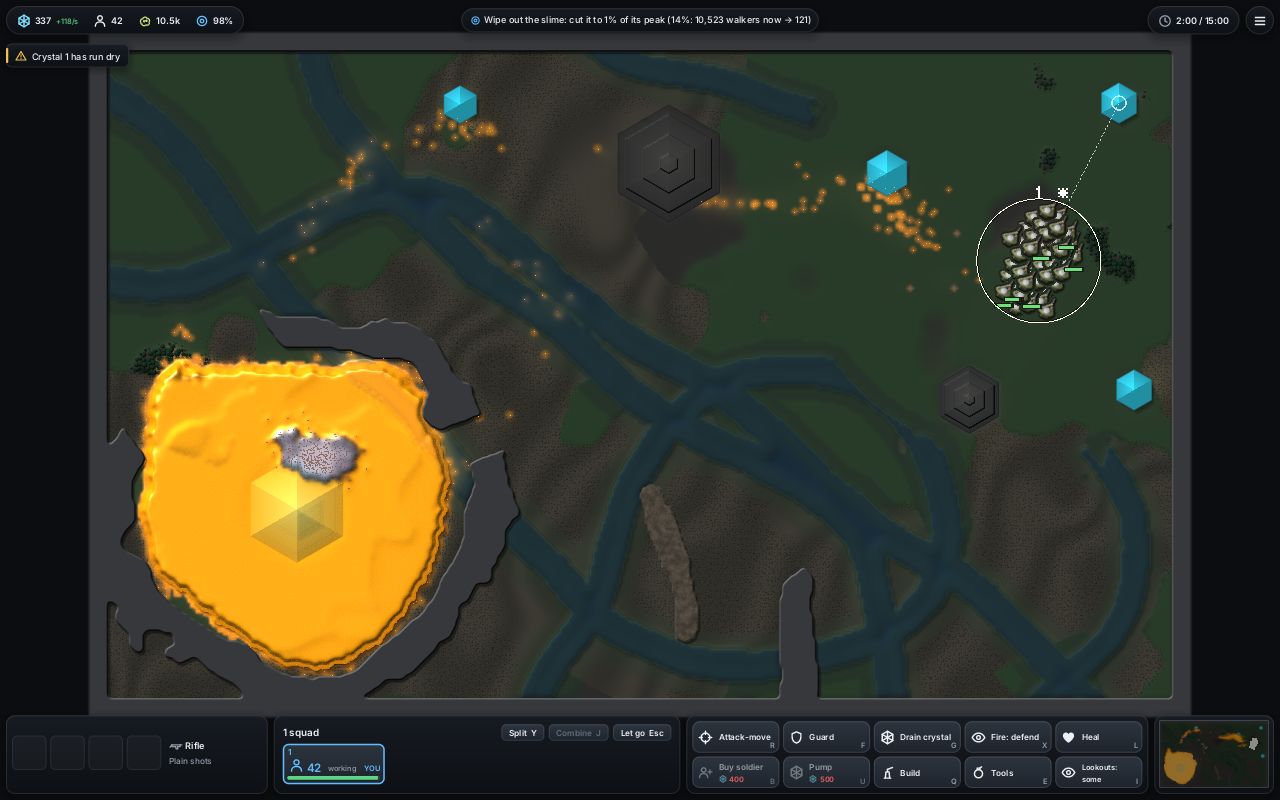 337 +118/s 42 10.5k 98%
Wipe out the slime: cut it to 1% of its peak (14%: 10,523 walkers now → 121)
2:00 / 15:00
Crystal 1 has run dry
1
Rifle
Plain shots
1 squad
Split Y
Combine J
Let go Esc
1
42 working YOU
Attack-move R
Guard F
Drain crystal G
Fire: defend X
Heal L
Buy soldier 400 B
Pump 500 U
Build Q
Tools E
Lookouts: some I